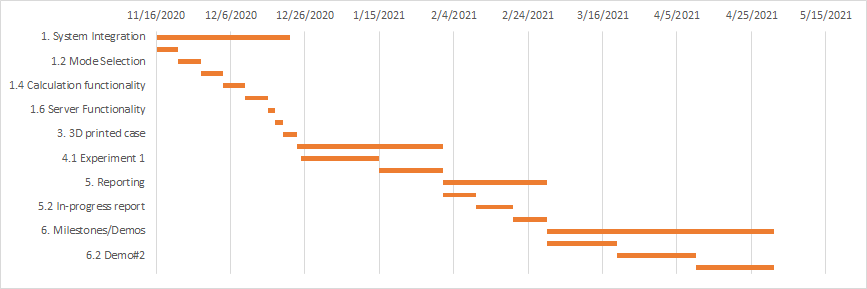 11/16/2020 12/6/2020 12/26/2020 1/15/2021 2/4/2021 2/24/2021 3/16/2021 4/5/2021 4/25/2021 5/15/2021
1. System Integration
1.2 Mode Selection
1.4 Calculation functionality
1.6 Server Functionality
3. 3D printed case
4.1 Experiment 1
5. Reporting
5.2 In-progress report
6. Milestones/Demos
6.2 Demo#2